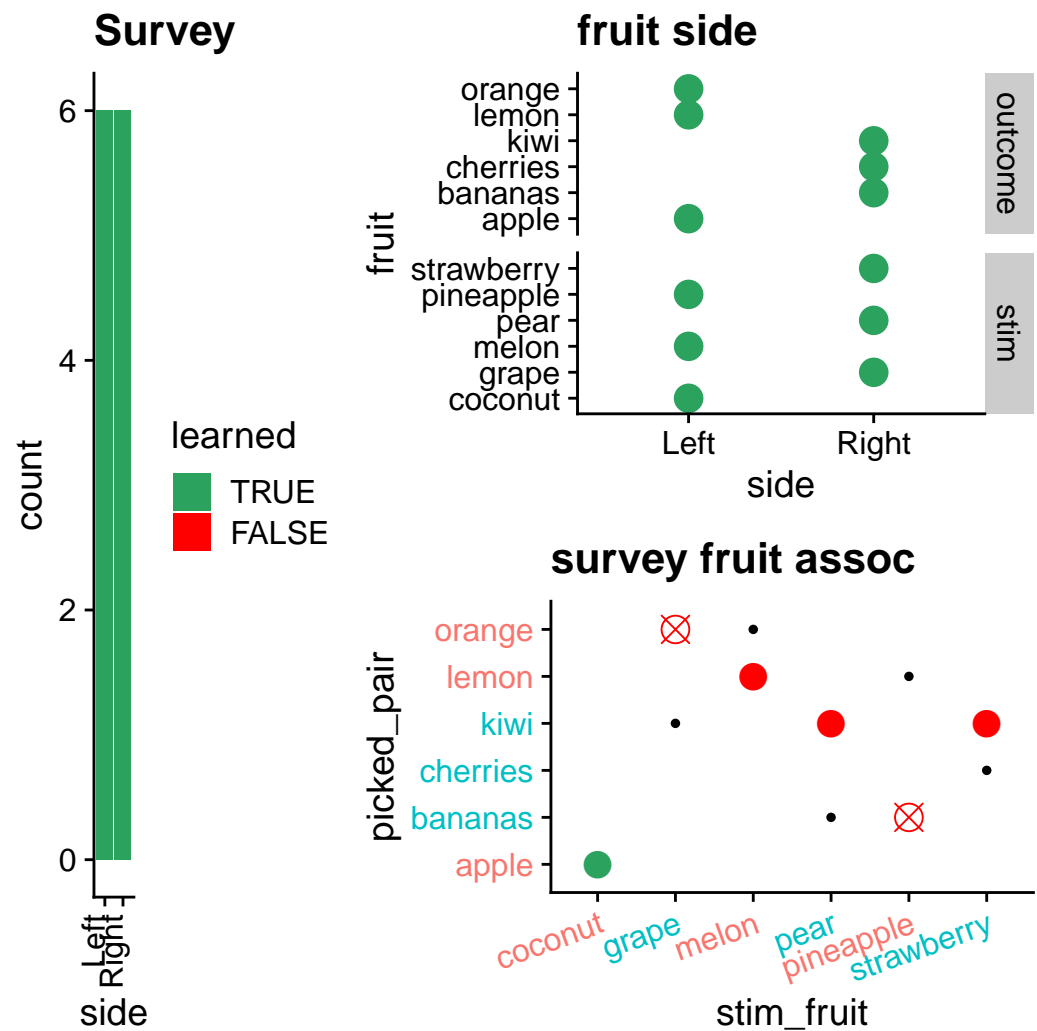 Survey
6
4
2
0
count
Left
Right
side
learned
TRUE
FALSE
fruit side
orange
lemon
kiwi
cherries
bananas
apple
outcome
strawberry
pineapple
pear
melon
grape
coconut
stim
fruit
Left
Right
side
survey fruit assoc
orange
lemon
kiwi
cherries
bananas
apple
picked_pair
coconut
grape
melon
pear
pineapple
strawberry
stim_fruit